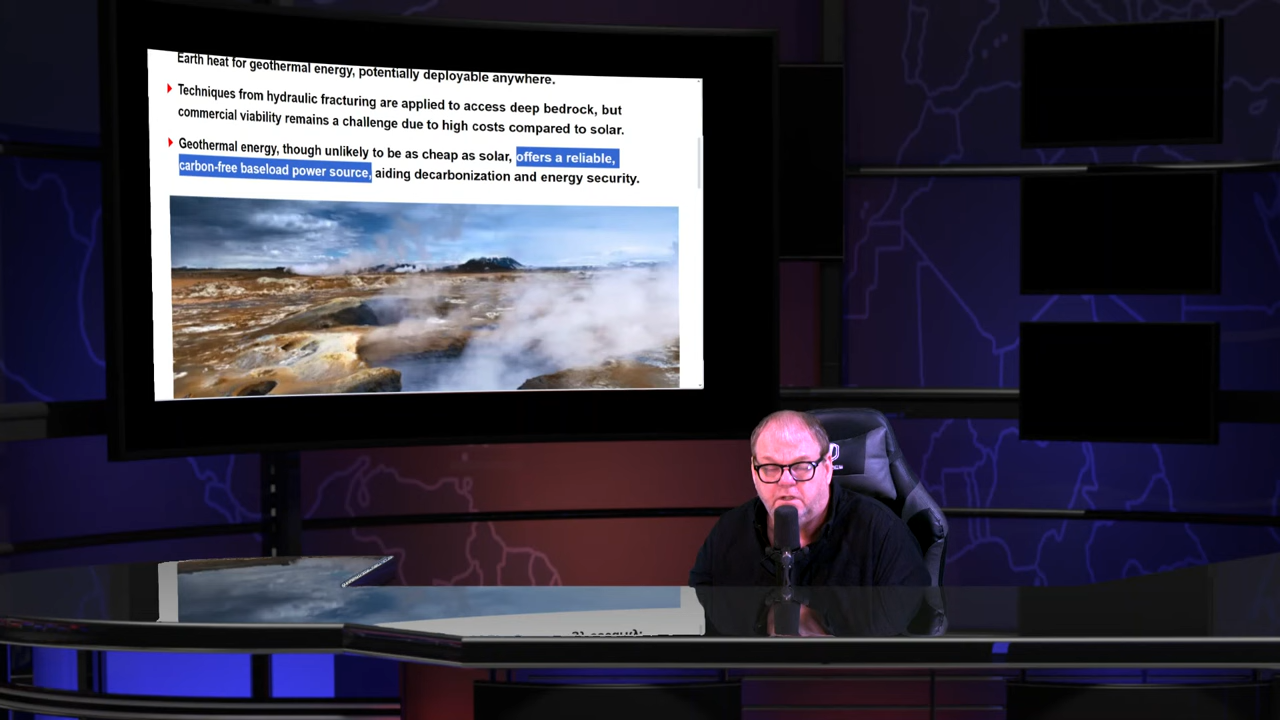 Earth heat for geothermal energy, potentially deployable anywhere.
Techniques from hydraulic fracturing are applied to access deep bedrock, but
commercial viability remains a challenge due to high costs compared to solar.
Geothermal energy, though unlikely to be as cheap as solar, offers a reliable,
carbon-free baseload power source, aiding decarbonization and energy security.